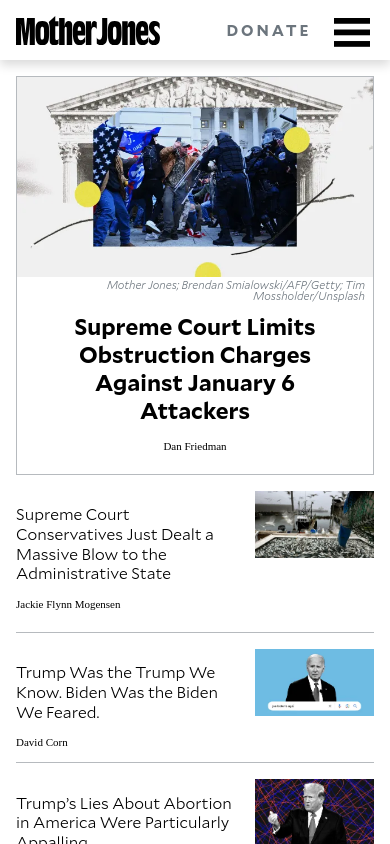 Mother Jones
DONATE
Mother Jones; Brendan Smialowski/AFP/Getty; Tim
Mossholder/Unsplash
Supreme Court Limits
Obstruction Charges
Against January 6
Attackers
Dan Friedman
Supreme Court
Conservatives Just Dealt a
Massive Blow to the
Administrative State
Jackie Flynn Mogensen
Trump Was the Trump We
Know. Biden Was the Biden
We Feared.
David Corn
Trump’s Lies About Abortion
in America Were Particularly
Appalling